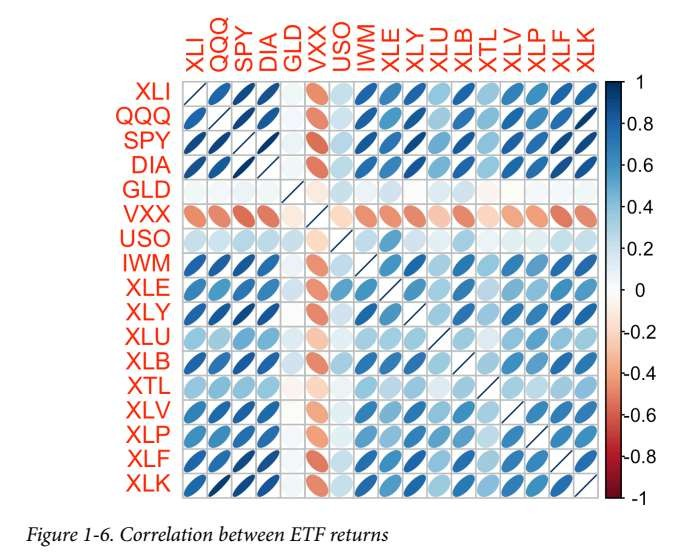 XLI QQQ SPY DIA GLD VXX USO IWM XLE XLY XLU XLB XTL XLV XLP XLF XLK
XLI
QQQ
SPY
DIA
GLD
VXX
USO
IWM
XLE
XLY
XLU
XLB
XTL
XLV
XLP
XLF
XLK
1
0.8
0.6
0.4
0.2
0
-0.2
-0.4
-0.6
-0.8
-1
Figure 1-6. Correlation between ETF returns